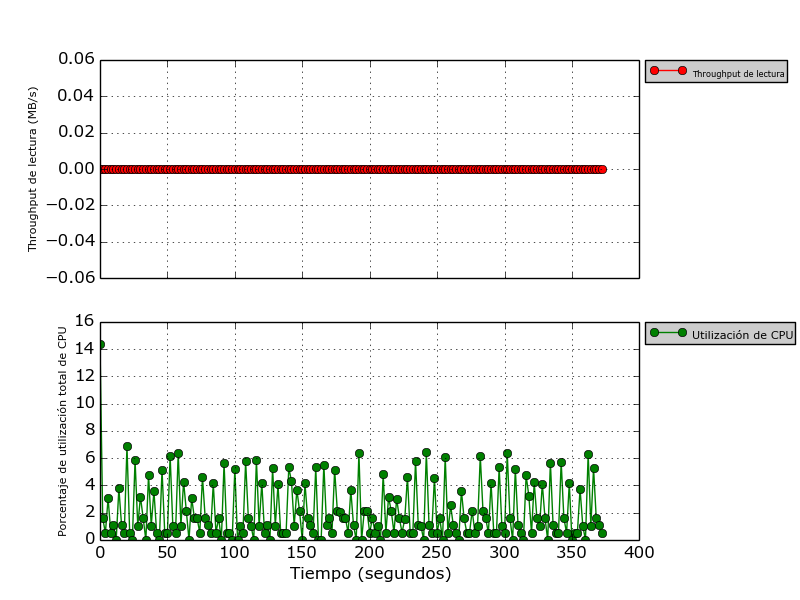 0.06
0.04
0.02
0.00
−0.02
−0.04
−0.06
Throughput de lectura (MB/s)
Throughput de lectura
16
14
12
10
8
6
4
2
0
Porcentaje de utilización total de CPU
Utilización de CPU
0 50 100 150 200 250 300 350 400
Tiempo (segundos)